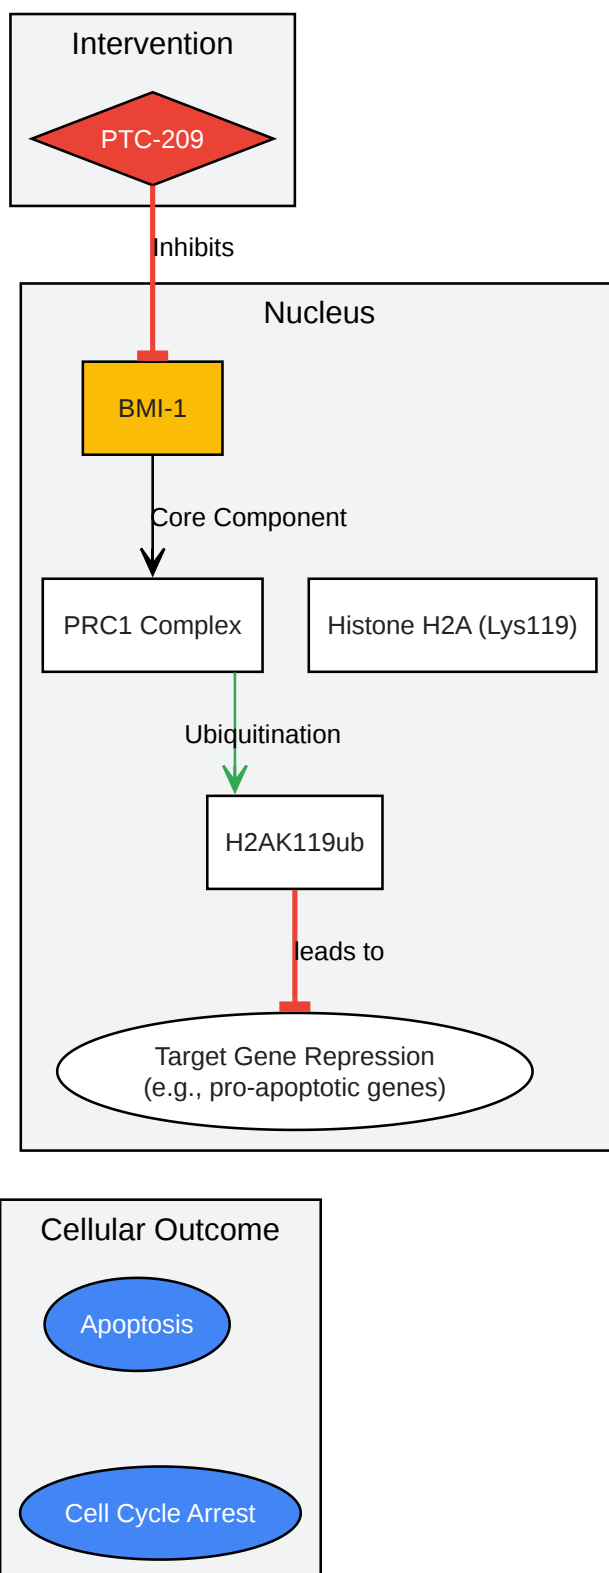 Intervention
PTC-209
Inhibits
Nucleus
BMI-1
Core Component
PRC1 Complex
Histone H2A (Lys119)
Ubiquitination
H2AK119ub
leads to
Target Gene Repression
(e.g., pro-apoptotic genes)
Cellular Outcome
Apoptosis
Cell Cycle Arrest